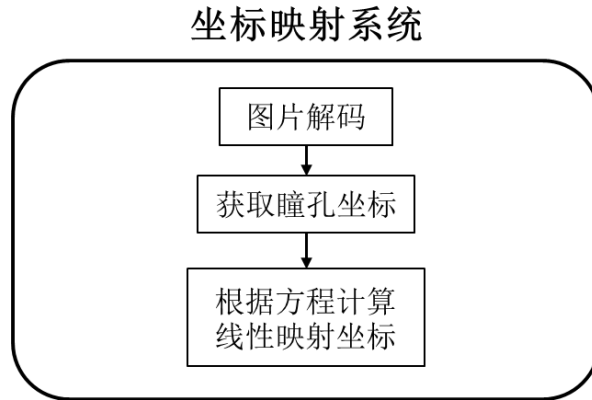 坐标映射系统
图片解码
获取瞳孔坐标
根据方程计算
线性映射坐标